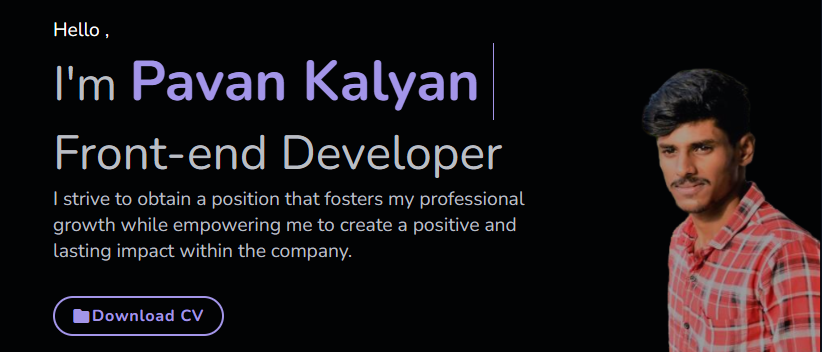 Hello ,
I'm Pavan Kalyan
Front-end Developer
I strive to obtain a position that fosters my professional
growth while empowering me to create a positive and
lasting impact within the company.
Download CV